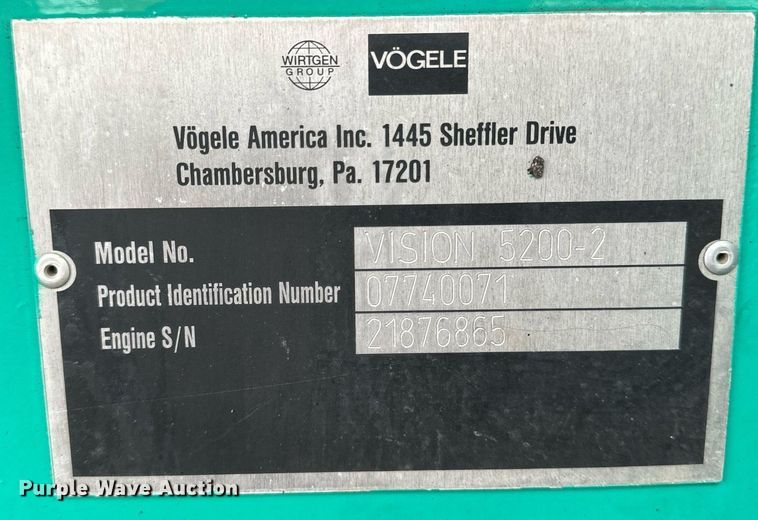 WIRTGEN
GROUP
VÖGELE
Vögele America Inc. 1445 Sheffler Drive
Chambersburg, Pa. 17201
Model No. VISION 5200-2
Product Identification Number 07740071
Engine S/N 21876865
Purple Wave Auction